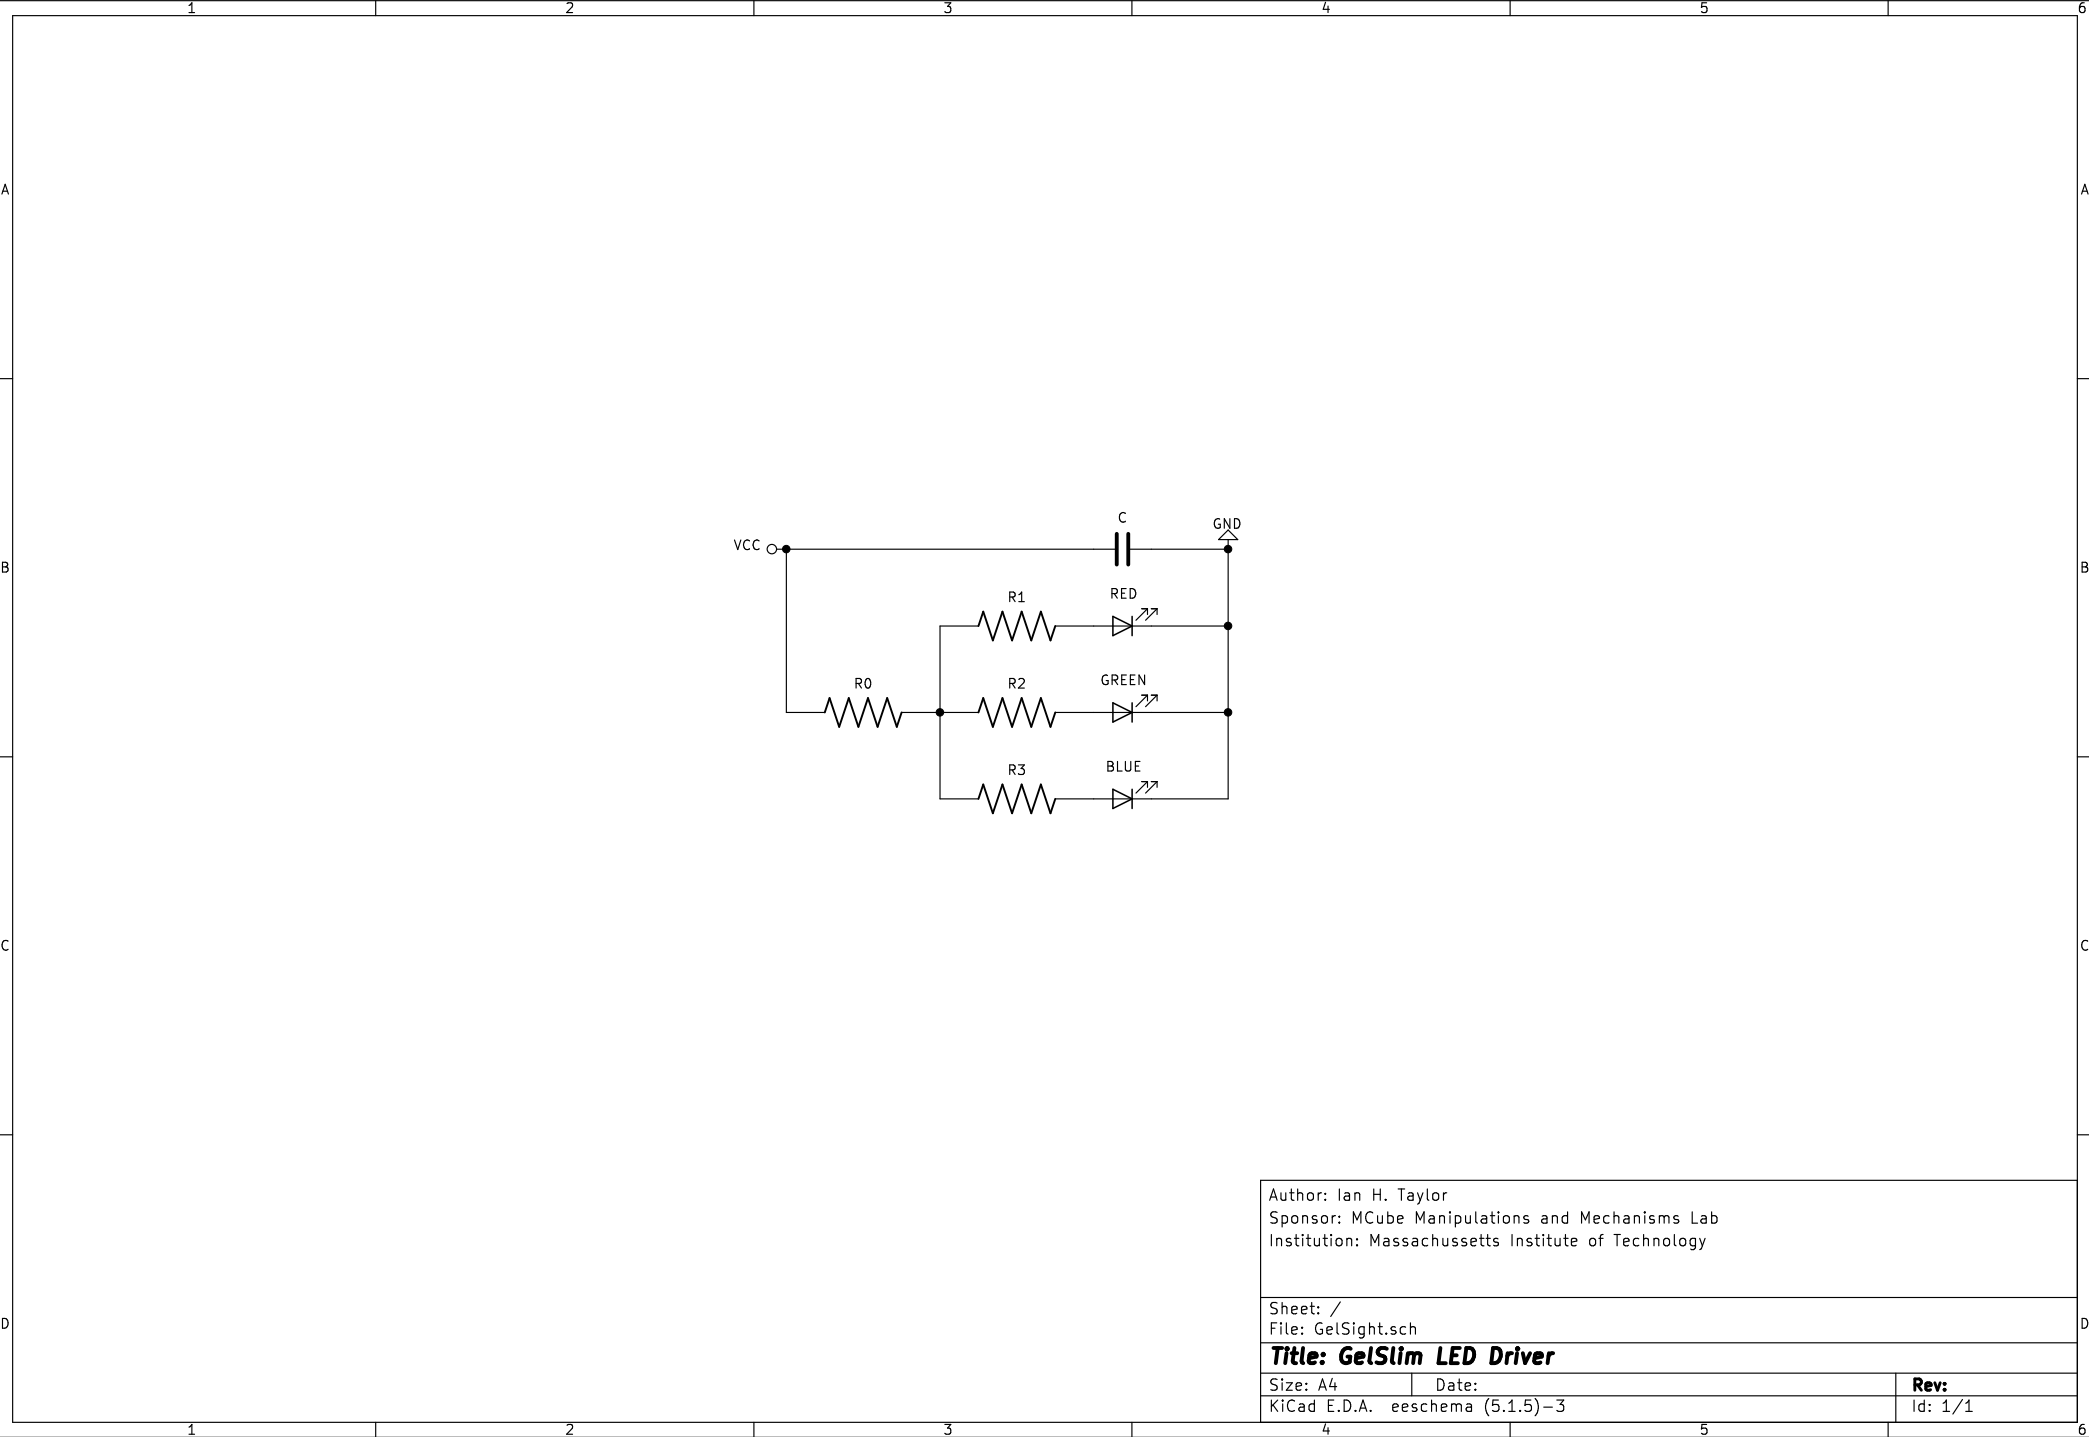 1 2 3 4 5 6
A A
C
GND
VCC
B B
RED
R1
GREEN
R0 R2
BLUE
R3
C C
Author: Ian H. Taylor
Sponsor: MCube Manipulations and Mechanisms Lab
Institution: Massachussetts Institute of Technology
Sheet: /
D D
File: GelSight.sch
Title: GelSlim LED Driver
Size: A4 Date: Rev:
KiCad E.D.A. eeschema (5.1.5)-3 Id: 1/1
1 2 3 4 5 6